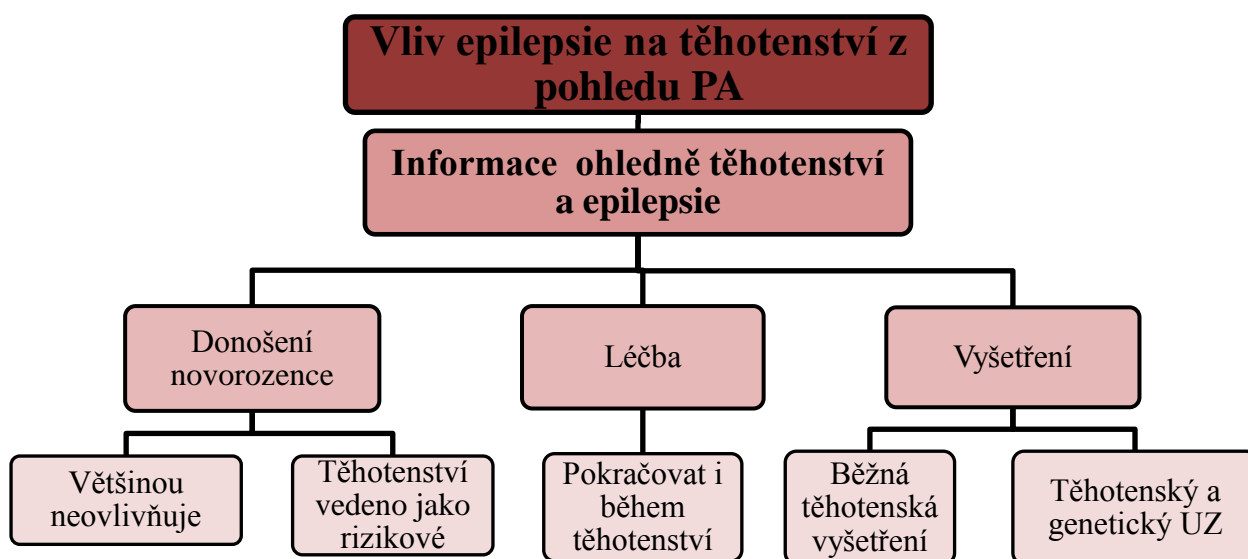 Vliv epilepsie na těhotenství z
pohledu PA
Informace ohledně těhotenství
a epilepsie
Donošení
novorozence
Léčba
Vyšetření
Většinou
neovlivňuje
Těhotenství
vedeno jako
rizikové
Pokračovat i
během
těhotenství
Běžná
těhotenská
vyšetření
Těhotenský a
genetický UZ